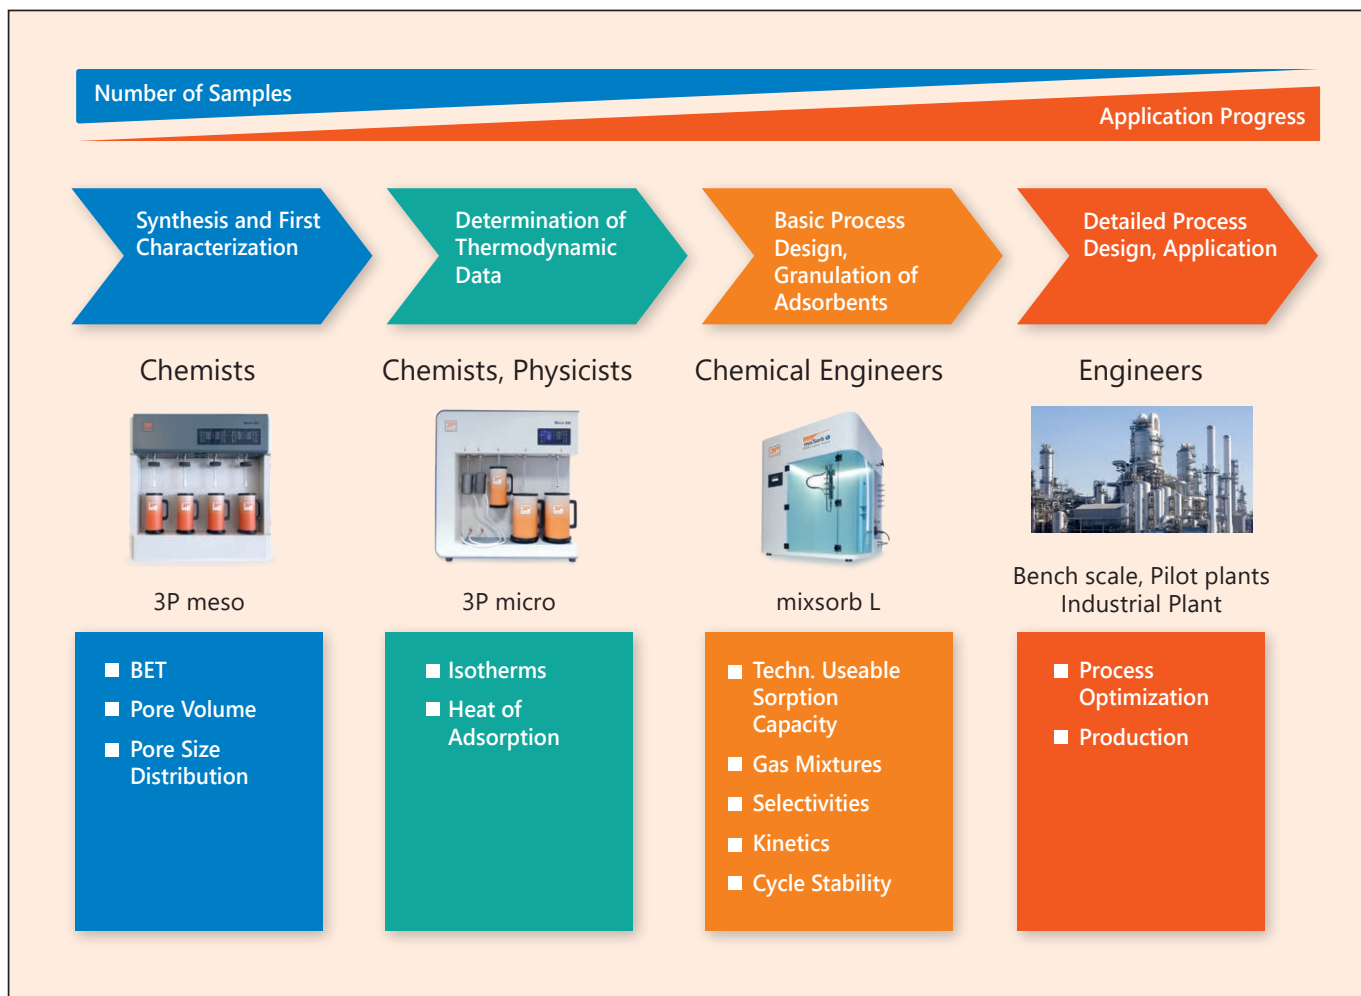 Number of Samples
Application Progress
Synthesis and First
Characterization
Determination of
Thermodynamic
Data
Basic Process
Design,
Granulation of
Adsorbents
Detailed Process
Design, Application
Chemists
Chemists, Physicists
Chemical Engineers
Engineers
3P meso
3P micro
mixsorb L
Bench scale, Pilot plants
Industrial Plant
BET
Pore Volume
Pore Size
Distribution
Isotherms
Heat of
Adsorption
Techn. Useable
Sorption
Capacity
Gas Mixtures
Selectivities
Kinetics
Cycle Stability
Process
Optimization
Production